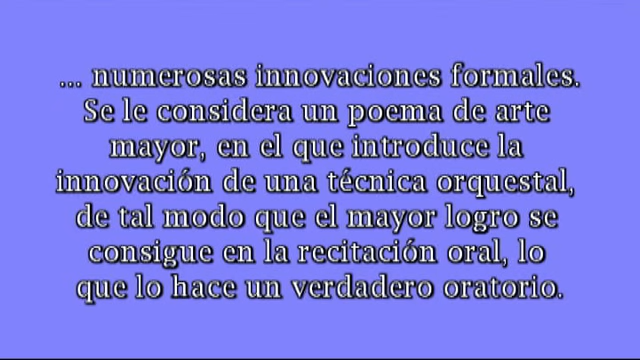 ... numerosas innovaciones formales.
Se le considera un poema de arte
mayor, en el que introduce la
innovación de una técnica orquestal,
de tal modo que el mayor logro se
consigue en la recitación oral, lo
que lo hace un verdadero oratorio.